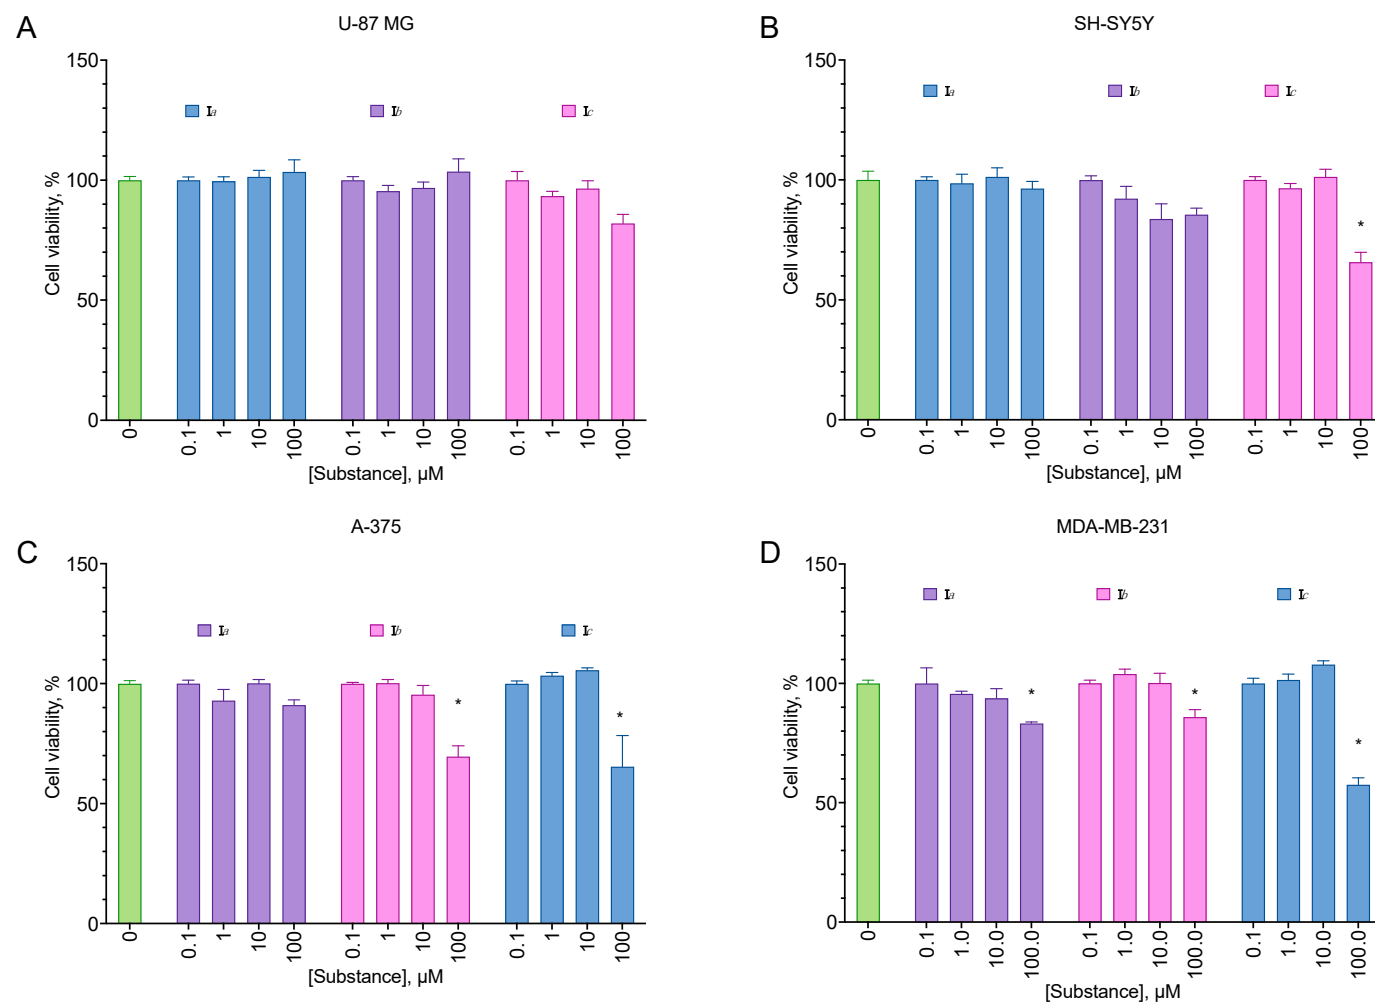 A
U-87 MG
150
100
50
0
Cell viability, %
Ia
Ib
Ic
0
0.1
1
10
100
0.1
1
10
100
0.1
1
10
100
[Substance], µM
B
SH-SY5Y
150
100
50
0
Cell viability, %
Ia
Ib
Ic
*
0
0.1
1
10
100
0.1
1
10
100
0.1
1
10
100
[Substance], µM
C
A-375
150
100
50
0
Cell viability, %
Ia
Ib
Ic
*
*
0
0.1
1
10
100
0.1
1
10
100
0.1
1
10
100
[Substance], µM
D
MDA-MB-231
150
100
50
0
Cell viability, %
Ia
Ib
Ic
*
*
*
0
0.1
1.0
10.0
100.0
0.1
1.0
10.0
100.0
0.1
1.0
10.0
100.0
[Substance], µM